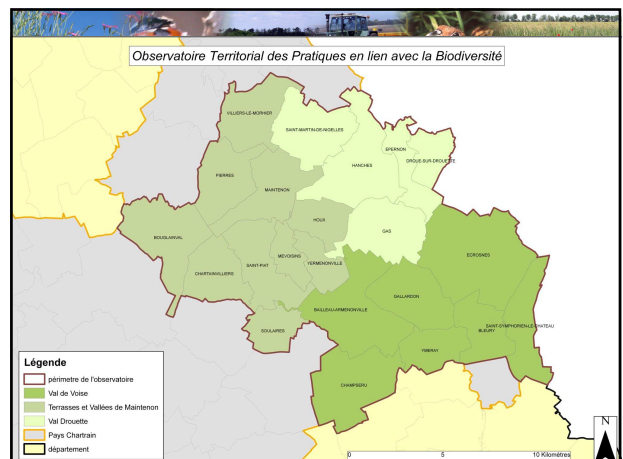 Observatoire Territorial des Pratiques en lien avec la Biodiversité
VILLIERS-LE-MORHIER
SAINT-MARTIN-DE-NIGELLES
EPERNON
DROUE-SUR-DROUETTE
HANCHES
PIERRES
MAINTENON
HOUX
GAS
BOUGLAINVAL
ECROSNES
CHARTAINVILLIERS
SAINT-PIAT
MEVOISINS
YERMENONVILLE
GALLARDON
BAILLEAU-ARMENONVILLE
SAINT-SYMPHORIEN-LE-CHATEAU
BLEURY
SOULAIRES
YMERAY
CHAMPSERU
Légende
périmetre de l'observatoire
Val de Voise
Terrasses et Vallées de Maintenon
Val Drouette
Pays Chartrain
département
N
0 5 10 Kilomètres